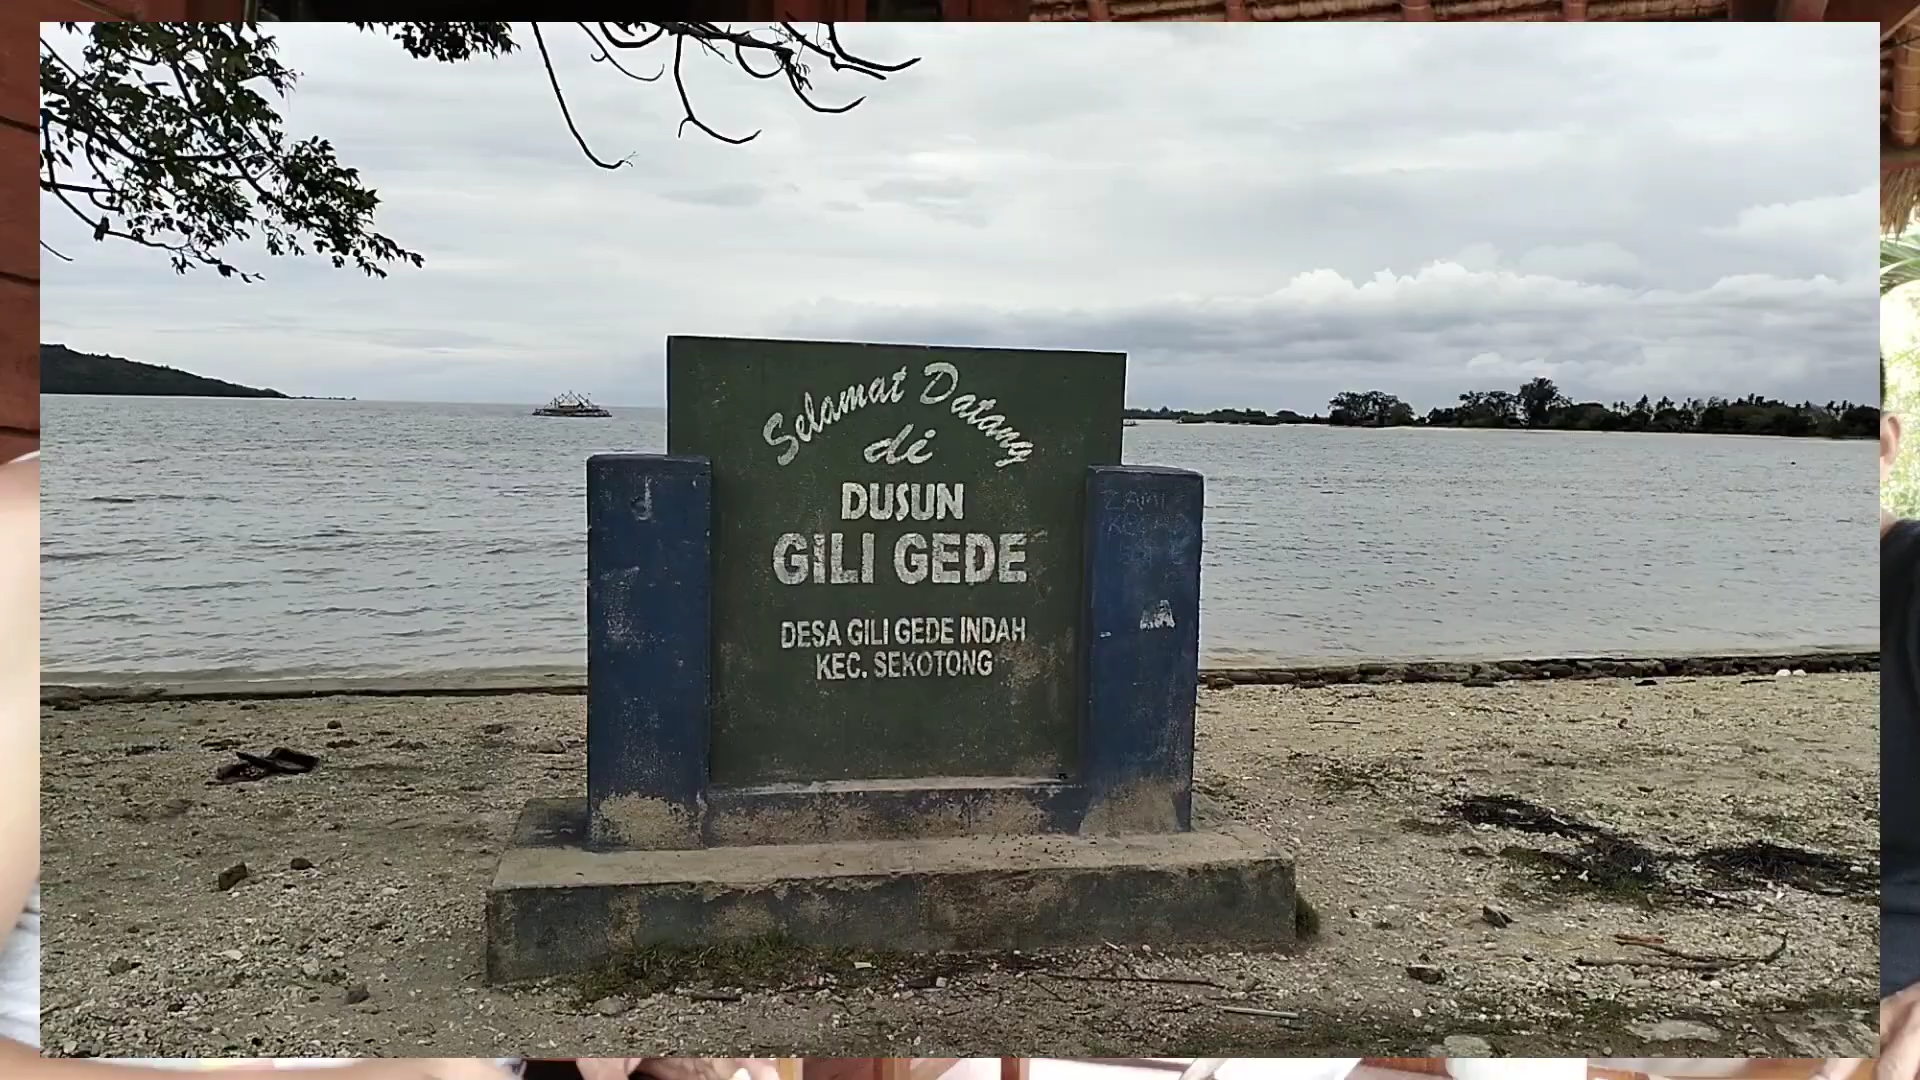 Selamat Datang
di
DUSUN
GILI GEDE
DESA GILI GEDE INDAH
KEC. SEKOTONG